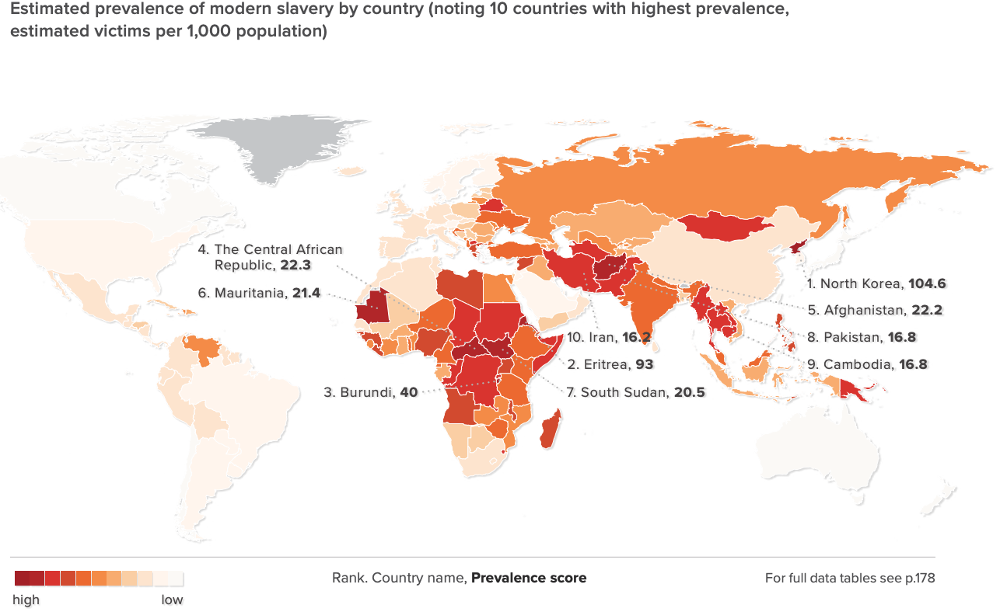 Estimated prevalence of modern slavery by country (noting 10 countries with highest prevalence,
estimated victims per 1,000 population)
4. The Central African
Republic, 22.3
6. Mauritania, 21.4
1. North Korea, 104.6
5. Afghanistan, 22.2
10. Iran, 16.2
8. Pakistan, 16.8
2. Eritrea, 93
9. Cambodia, 16.8
3. Burundi, 40
7. South Sudan, 20.5
Rank. Country name, Prevalence score
For full data tables see p.178
high
low